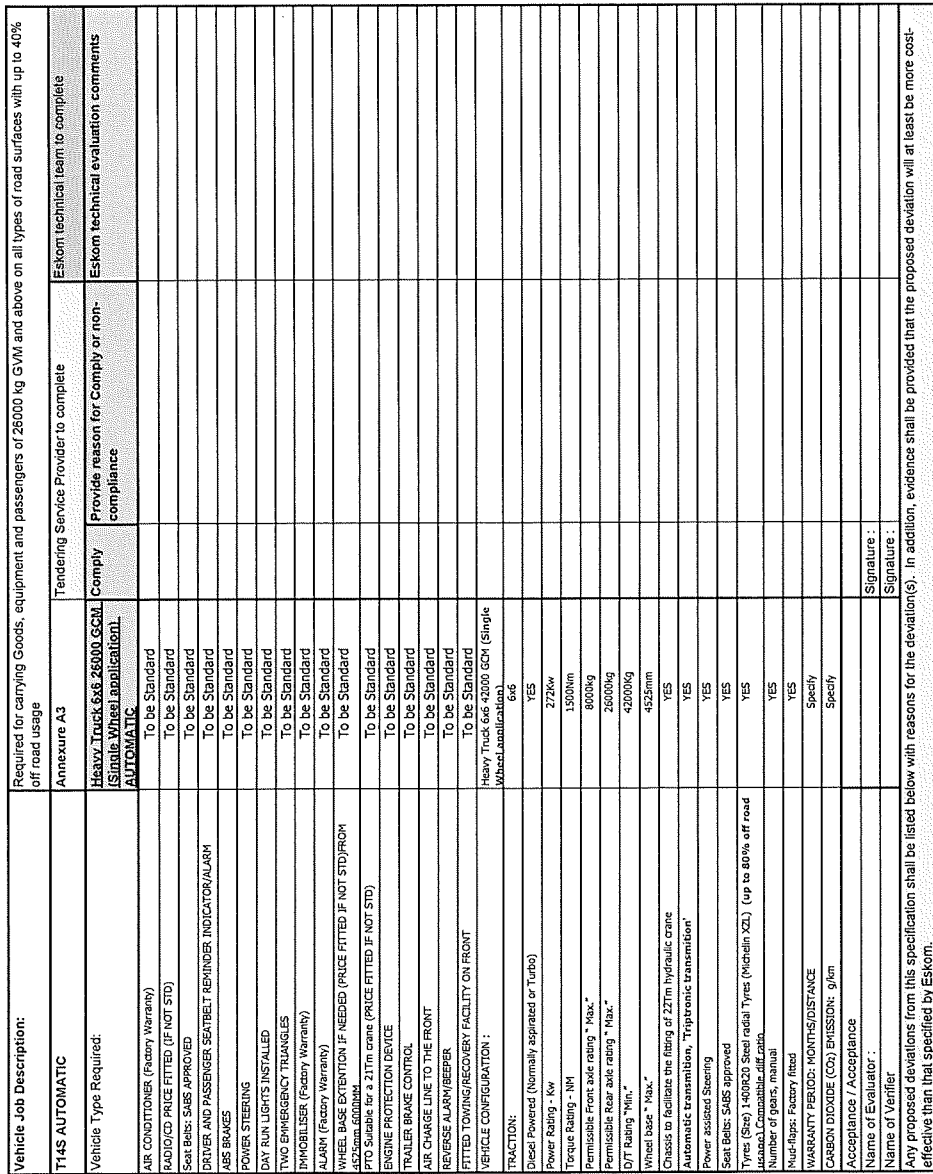 Vehicle Job Description:
Required for carrying Goods, equipment and passengers of 26000 kg GVM and above on all types of road surfaces with up to 40%
off road usage
T14S AUTOMATIC
Annexure A3
Tendering Service Provider to complete
Eskom technical team to complete
Vehicle Type Required:
Heavy Truck 6x6 26000 GCM
(Single Wheel application)
AUTOMATIC
Comply
Provide reason for Comply or non-
compliance
Eskom technical evaluation comments
AIR CONDITIONER (Factory Warranty) To be Standard
RADIO/CD PRICE FITTED (IF NOT STD) To be Standard
Seat Belts: SABS APPROVED To be Standard
DRIVER AND PASSENGER SEATBELT REMINDER INDICATOR/ALARM To be Standard
ABS BRAKES To be Standard
POWER STEERING To be Standard
DAY RUN LIGHTS INSTALLED To be Standard
TWO EMMERGENCY TRIANGLES To be Standard
IMMOBILISER (Factory Warranty) To be Standard
ALARM (Factory Warranty) To be Standard
WHEEL BASE EXTENTION IF NEEDED (PRICE FITTED IF NOT STD)FROM
4525mm 6000MM
To be Standard
PTO Suitable for a 21Tm crane (PRICE FITTED IF NOT STD) To be Standard
ENGINE PROTECTION DEVICE To be Standard
TRAILER BRAKE CONTROL To be Standard
AIR CHARGE LINE TO THE FRONT To be Standard
REVERSE ALARM/BEEPER To be Standard
FITTED TOWING/RECOVERY FACILITY ON FRONT To be Standard
VEHICLE CONFIGURATION :
Heavy Truck 6x6 42000 GCM (Single
Wheel application)
TRACTION: 6x6
Diesel Powered (Normally aspirated or Turbo) YES
Power Rating - Kw 272Kw
Torque Rating - NM 1500Nm
Permissible Front axle rating " Max." 8000kg
Permissible Rear axle rating " Max." 26000kg
D/T Rating "Min." 42000Kg
Wheel base " Max." 4525mm
Chassis to facilitate the fitting of 22Tm hydraulic crane YES
Automatic transmition, 'Triptronic transmition' YES
Power assisted Steering YES
Seat Belts: SABS approved YES
Tyres (Size) 1400R20 Steel radial Tyres (Michelin XZL) (up to 80% off road
usage) Compatible diff ratio
YES
Number of gears, manual YES
Mud-flaps: Factory fitted YES
WARRANTY PERIOD: MONTHS/DISTANCE Specify
CARBON DIOXIDE (CO2) EMISSION: g/km Specify
Acceptance / Acceptance
Name of Evaluator : Signature :
Name of Verifier Signature :
Any proposed deviations from this specification shall be listed below with reasons for the deviation(s). In addition, evidence shall be provided that the proposed deviation will at least be more cost-
effective than that specified by Eskom.